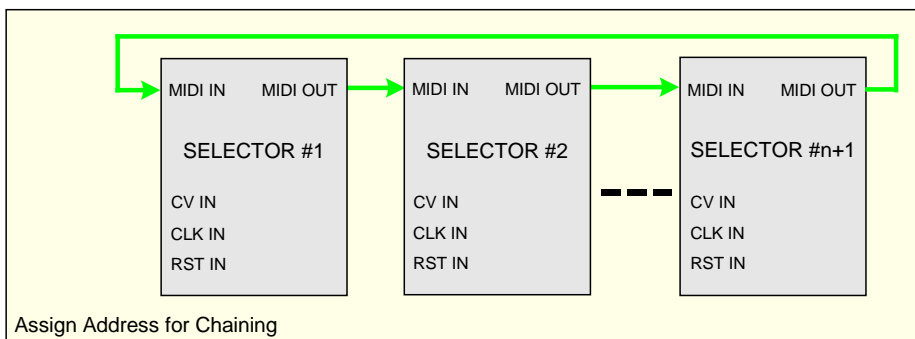 MIDI IN MIDI OUT
SELECTOR #1
CV IN
CLK IN
RST IN
MIDI IN MIDI OUT
SELECTOR #2
CV IN
CLK IN
RST IN
MIDI IN MIDI OUT
SELECTOR #n+1
CV IN
CLK IN
RST IN
Assign Address for Chaining